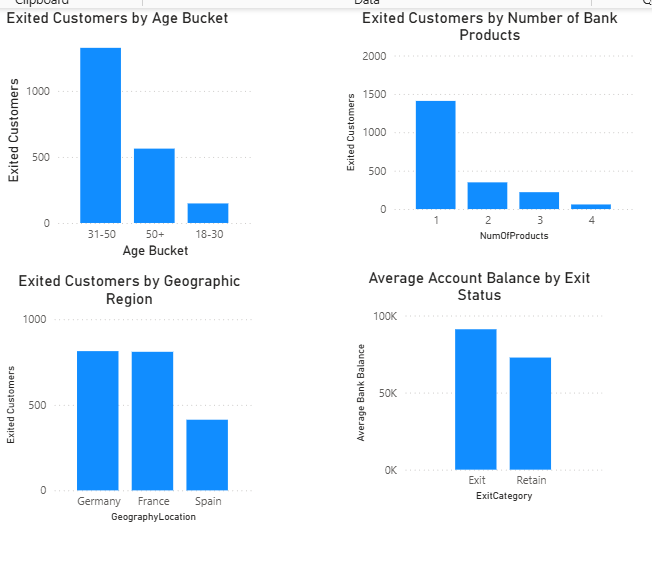 Clipboard
Data
Exited Customers by Age Bucket
Exited Customers
1000
500
0
31-50
50+
18-30
Age Bucket
Exited Customers by Number of Bank
Products
Exited Customers
2000
1500
1000
500
0
1
2
3
4
NumOfProducts
Exited Customers by Geographic
Region
Exited Customers
1000
500
0
Germany
France
Spain
GeographyLocation
Average Account Balance by Exit
Status
Average Bank Balance
100K
50K
0K
Exit
Retain
ExitCategory